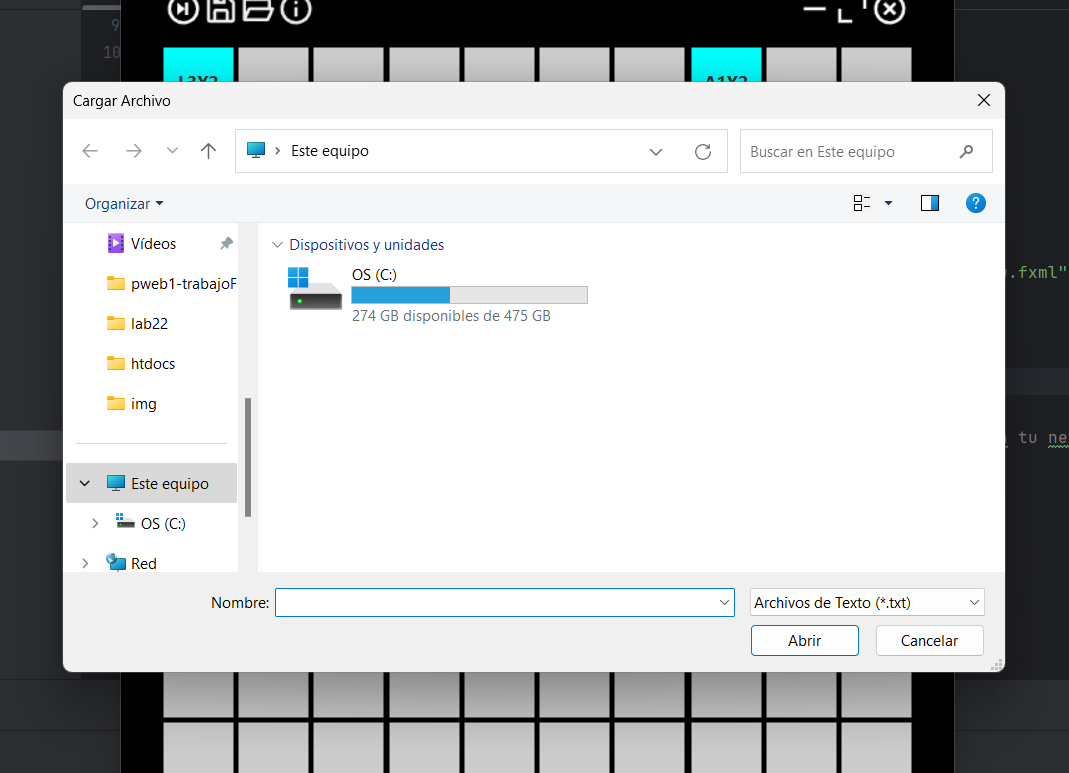 9
10
L3X2
A1X2
Cargar Archivo
Este equipo
Buscar en Este equipo
Organizar
Vídeos
pweb1-trabajoF
lab22
htdocs
img
Este equipo
OS (C:)
Red
Dispositivos y unidades
OS (C:)
274 GB disponibles de 475 GB
.fxml"
tu ne
Nombre:
Archivos de Texto (*.txt)
Abrir
Cancelar